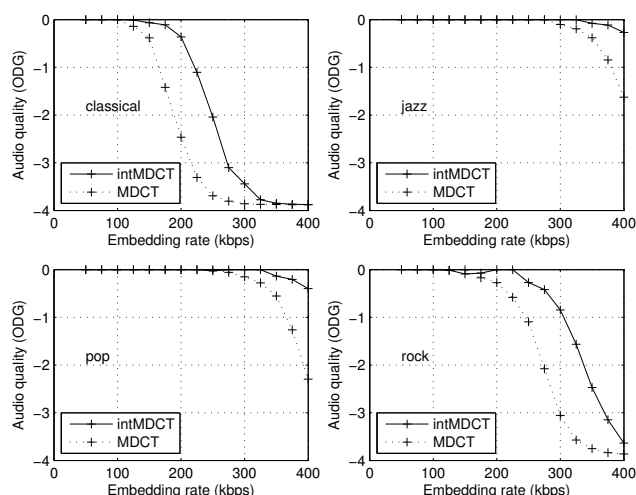 0
−1
−2
−3
−4
Audio quality (ODG)
classical
intMDCT
MDCT
0 100 200 300 400
Embedding rate (kbps)
0
−1
−2
−3
−4
Audio quality (ODG)
jazz
intMDCT
MDCT
0 100 200 300 400
Embedding rate (kbps)
0
−1
−2
−3
−4
Audio quality (ODG)
pop
intMDCT
MDCT
0 100 200 300 400
Embedding rate (kbps)
0
−1
−2
−3
−4
Audio quality (ODG)
rock
intMDCT
MDCT
0 100 200 300 400
Embedding rate (kbps)